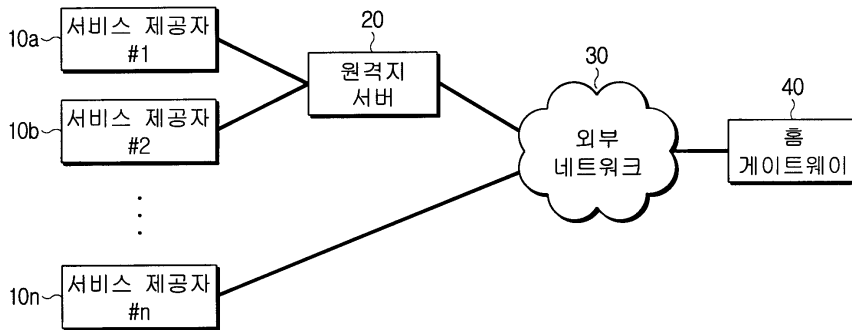 10a
서비스 제공자
#1
20
원격지
서버
30
외부
네트워크
40
홈
게이트웨이
10b
서비스 제공자
#2
10n
서비스 제공자
#n